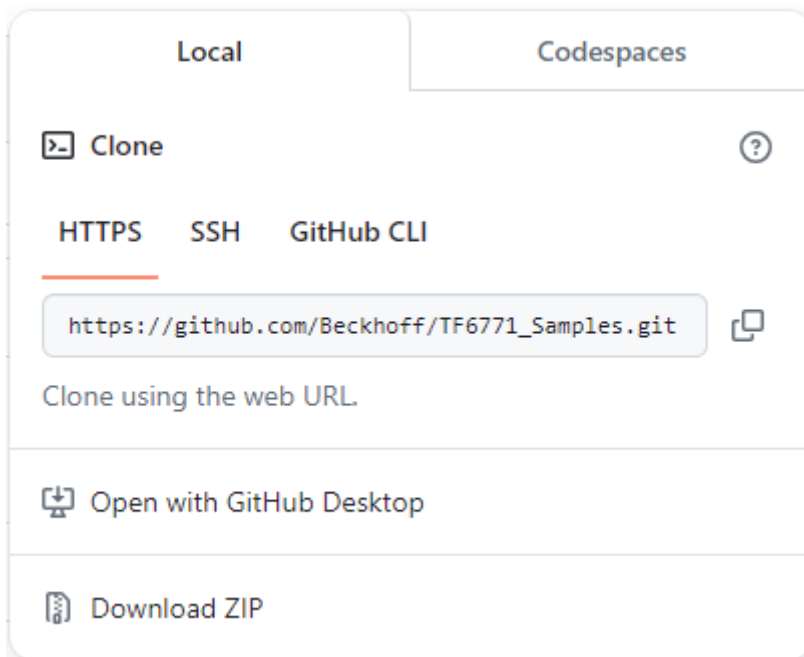 Local Codespaces
Clone
HTTPS SSH GitHub CLI
https://github.com/Beckhoff/TF6771_Samples.git
Clone using the web URL.
Open with GitHub Desktop
Download ZIP